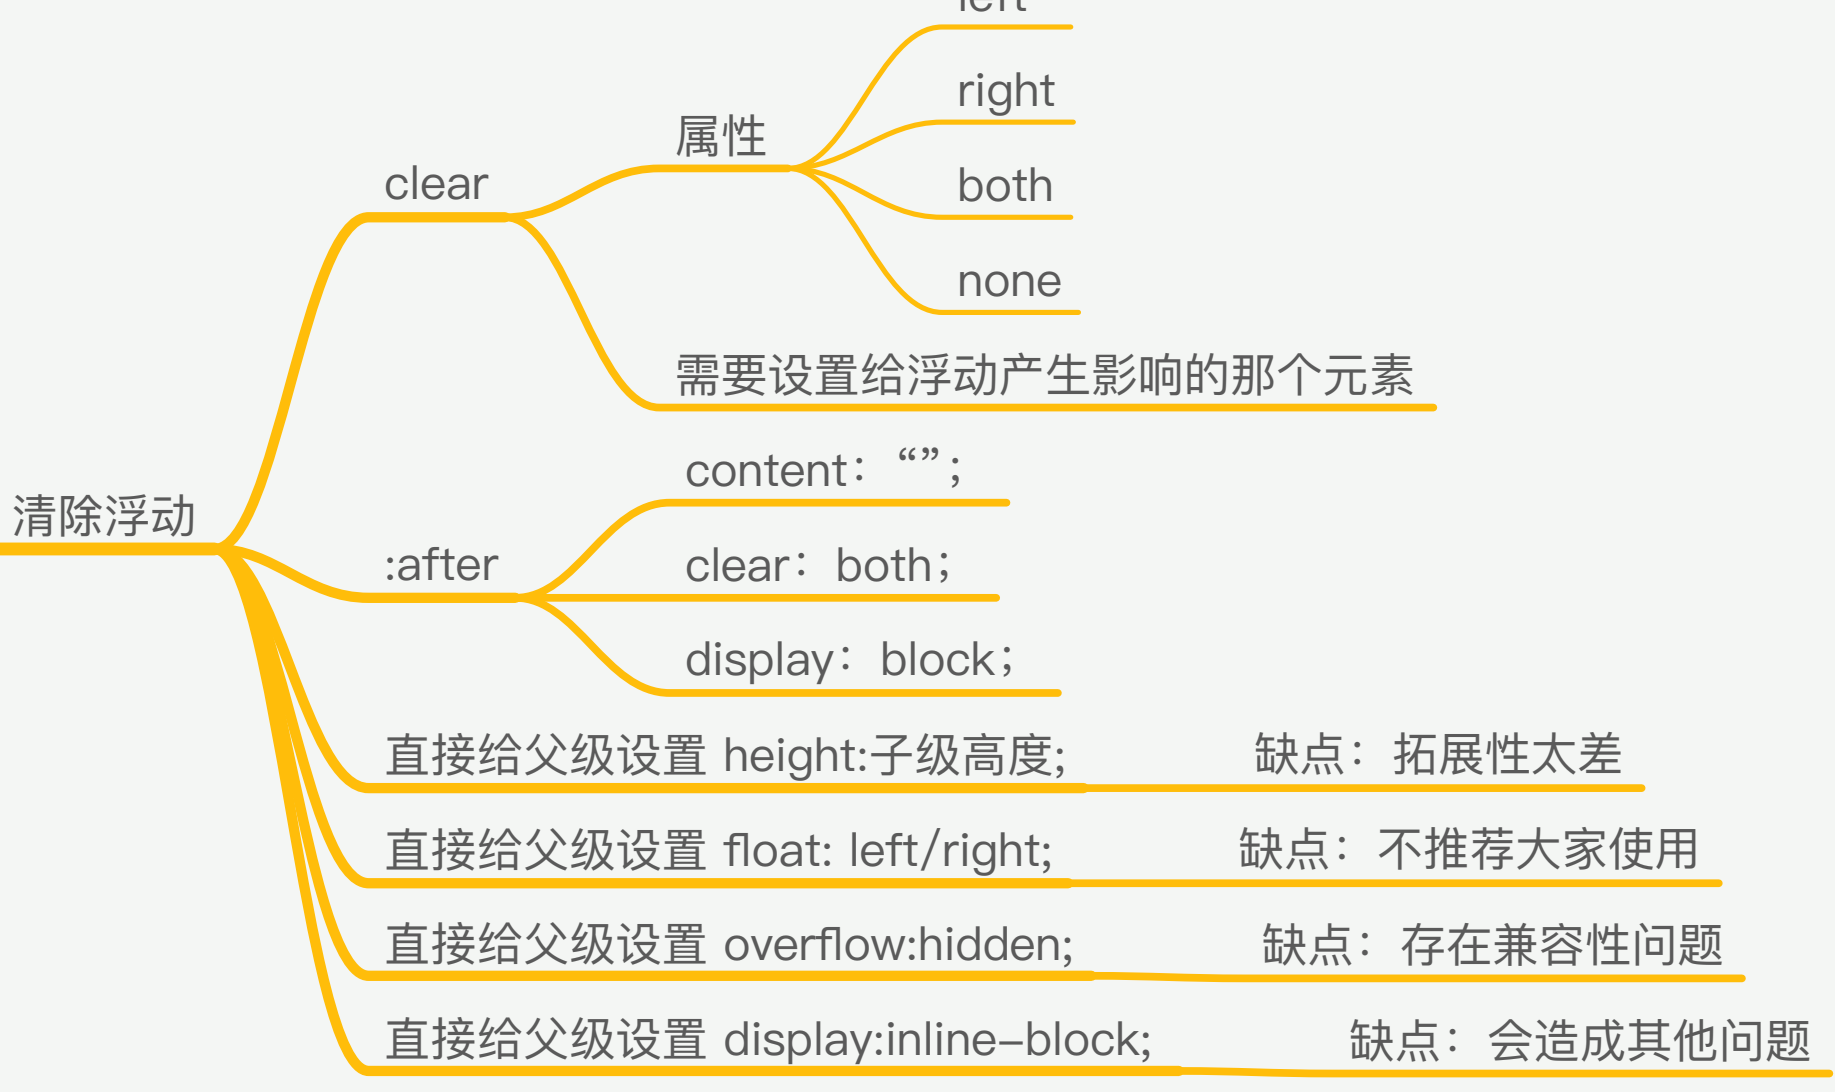 left
right
属性
both
clear
none
需要设置给浮动产生影响的那个元素
content：“”；
清除浮动
:after
clear：both；
display：block；
直接给父级设置 height:子级高度; 缺点：拓展性太差
直接给父级设置 float: left/right; 缺点：不推荐大家使用
直接给父级设置 overflow:hidden; 缺点：存在兼容性问题
直接给父级设置 display:inline-block; 缺点：会造成其他问题